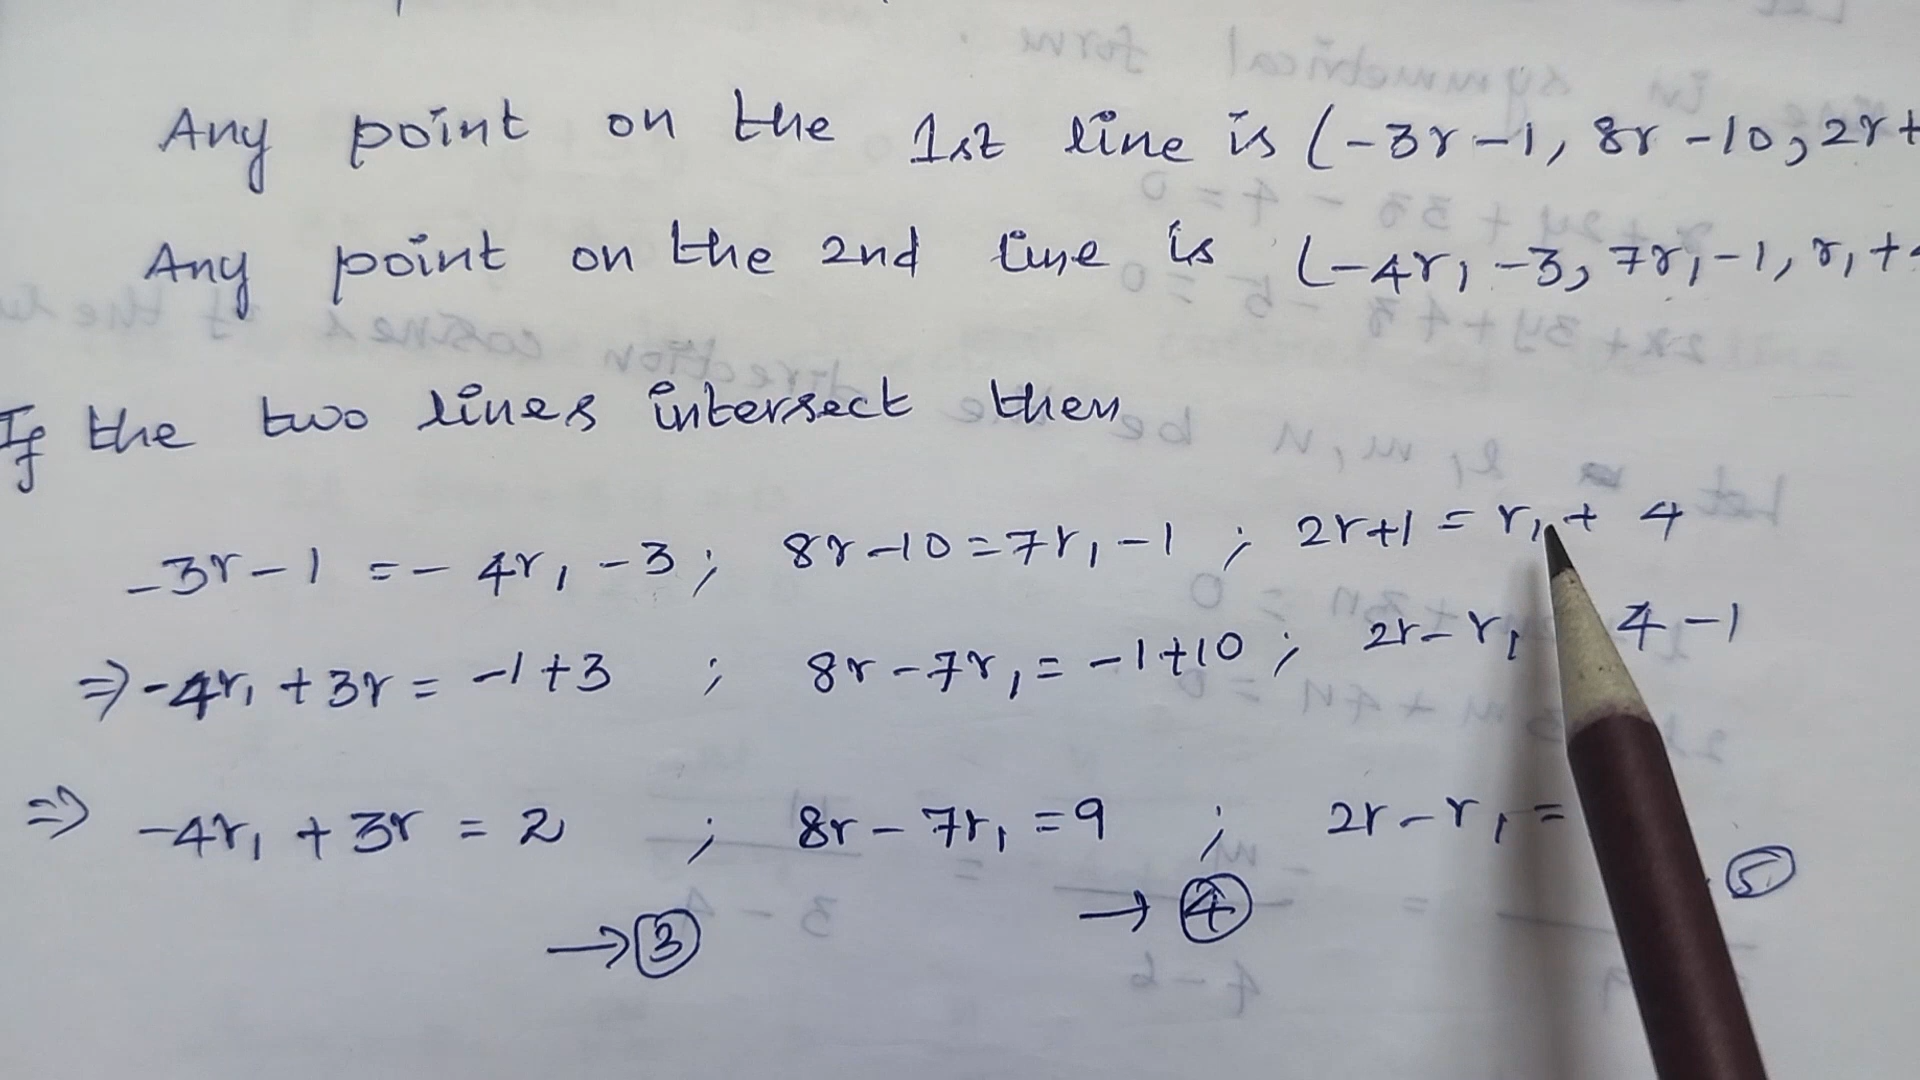 Any point on the 1st line is (-3r-1, 8r-10, 2r+
Any point on the 2nd line is (-4r₁-3, 7r₁-1, r₁+
If the two lines intersect then
-3r-1 = -4r₁-3; 8r-10=7r₁-1; 2r+1 = r₁+4
⇒ -4r₁+3r = -1+3; 8r-7r₁ = -1+10; 2r-r₁ 4-1
⇒ -4r₁+3r = 2; 8r-7r₁ = 9; 2r-r₁ =
→③ →④ ⑤